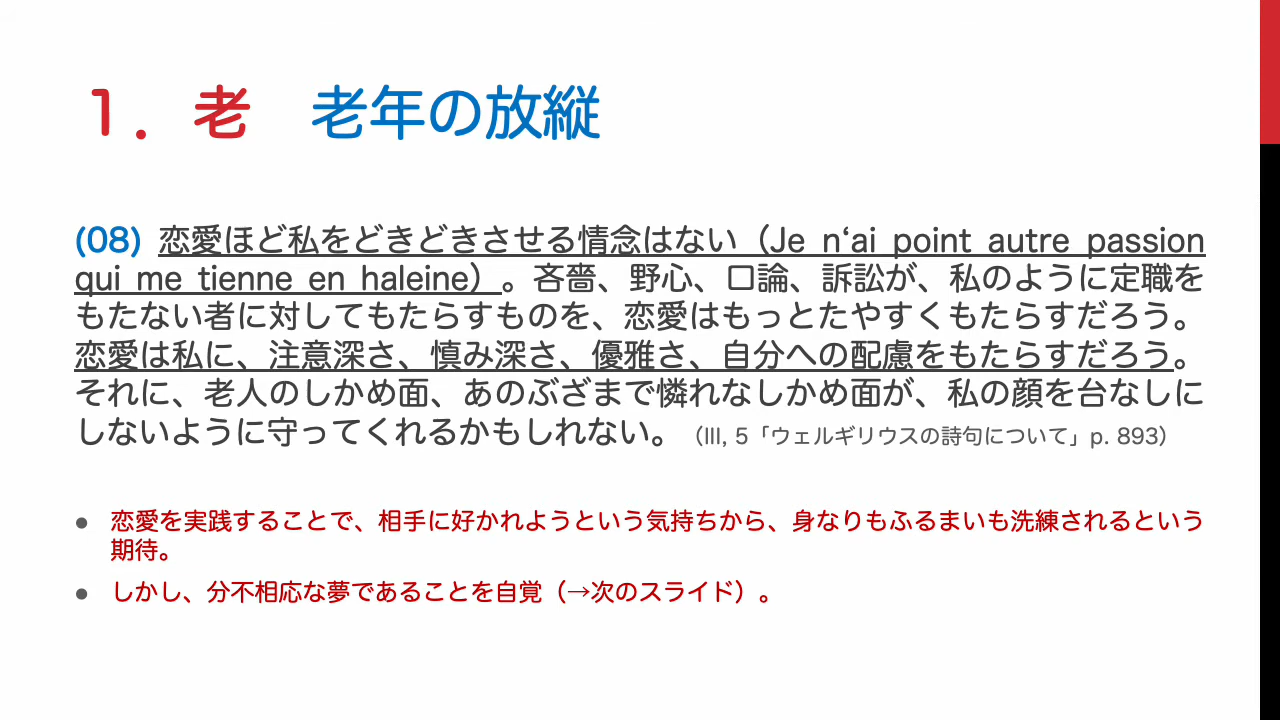 １．老　老年の放縦
(08) 恋愛ほど私をどきどきさせる情念はない（Je n‘ai point autre passion
qui me tienne en haleine）。吝嗇、野心、口論、訴訟が、私のように定職を
もたない者に対してもたらすものを、恋愛はもっとたやすくもたらすだろう。
恋愛は私に、注意深さ、慎み深さ、優雅さ、自分への配慮をもたらすだろう。
それに、老人のしかめ面、あのぶざまで憐れなしかめ面が、私の顔を台なしに
しないように守ってくれるかもしれない。（III, 5「ウェルギリウスの詩句について」p. 893）
● 恋愛を実践することで、相手に好かれようという気持ちから、身なりもふるまいも洗練されるという
期待。
● しかし、分不相応な夢であることを自覚（→次のスライド）。